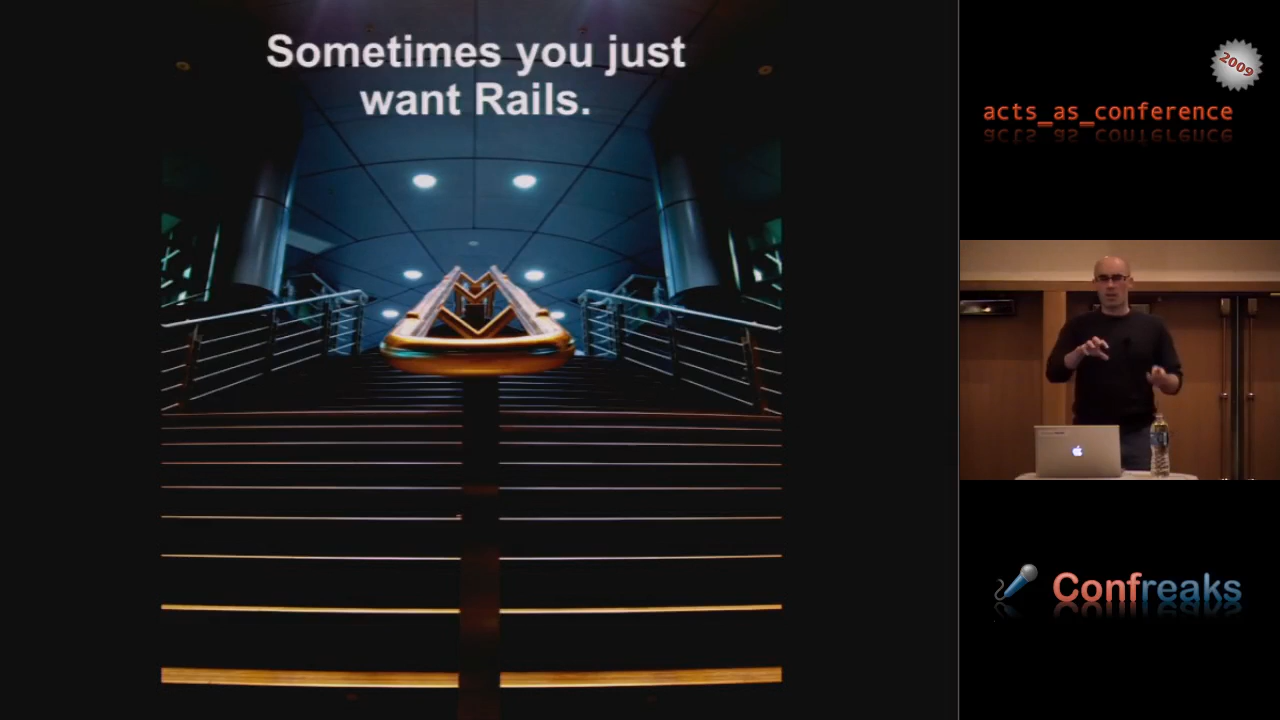 Sometimes you just
want Rails.
2009
acts_as_conference
Confreaks